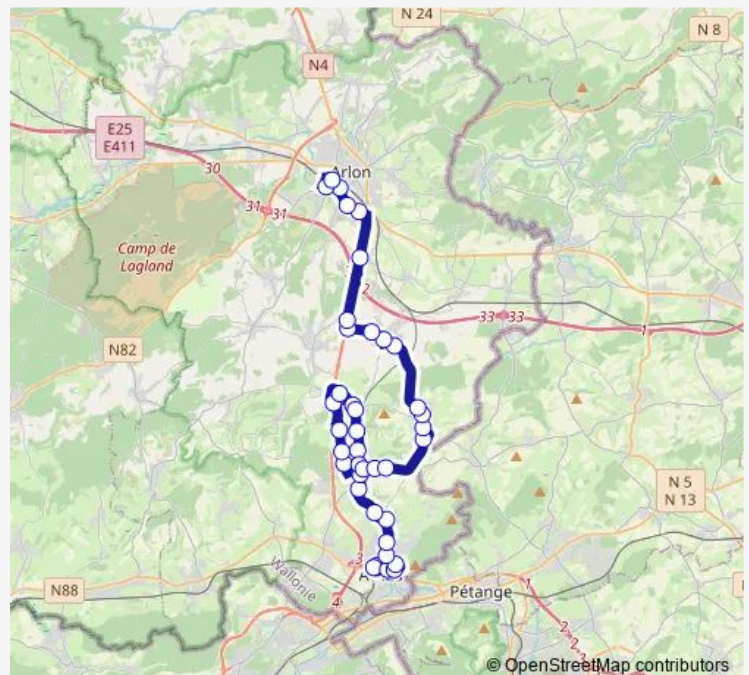 N 24
N 8
N4
E25
E411
30
Arlon
31
31
Camp de
Lagland
2
33
33
1
N82
N 5
N 13
3
Wallonie
N88
Pétange
1
4
2
2
© OpenStreetMap contributors